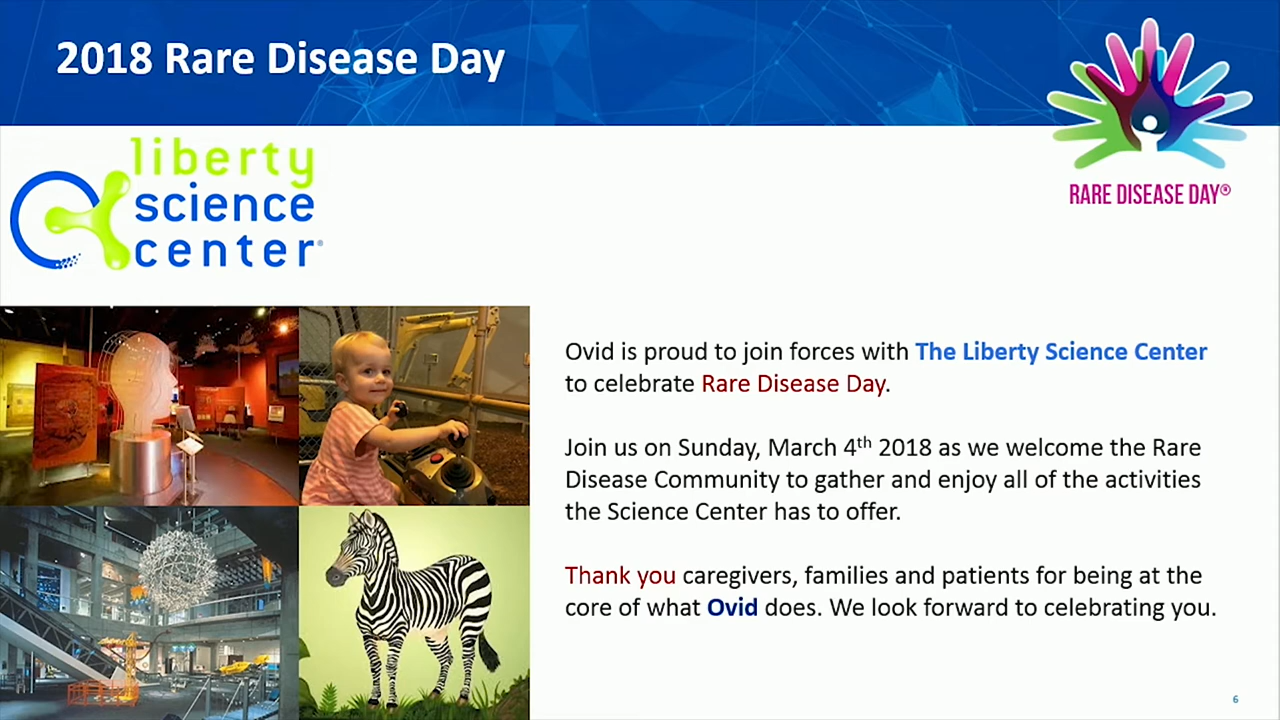 2018 Rare Disease Day
RARE DISEASE DAY®
liberty
science
center
Ovid is proud to join forces with The Liberty Science Center
to celebrate Rare Disease Day.
Join us on Sunday, March 4th 2018 as we welcome the Rare
Disease Community to gather and enjoy all of the activities
the Science Center has to offer.
Thank you caregivers, families and patients for being at the
core of what Ovid does. We look forward to celebrating you.
6